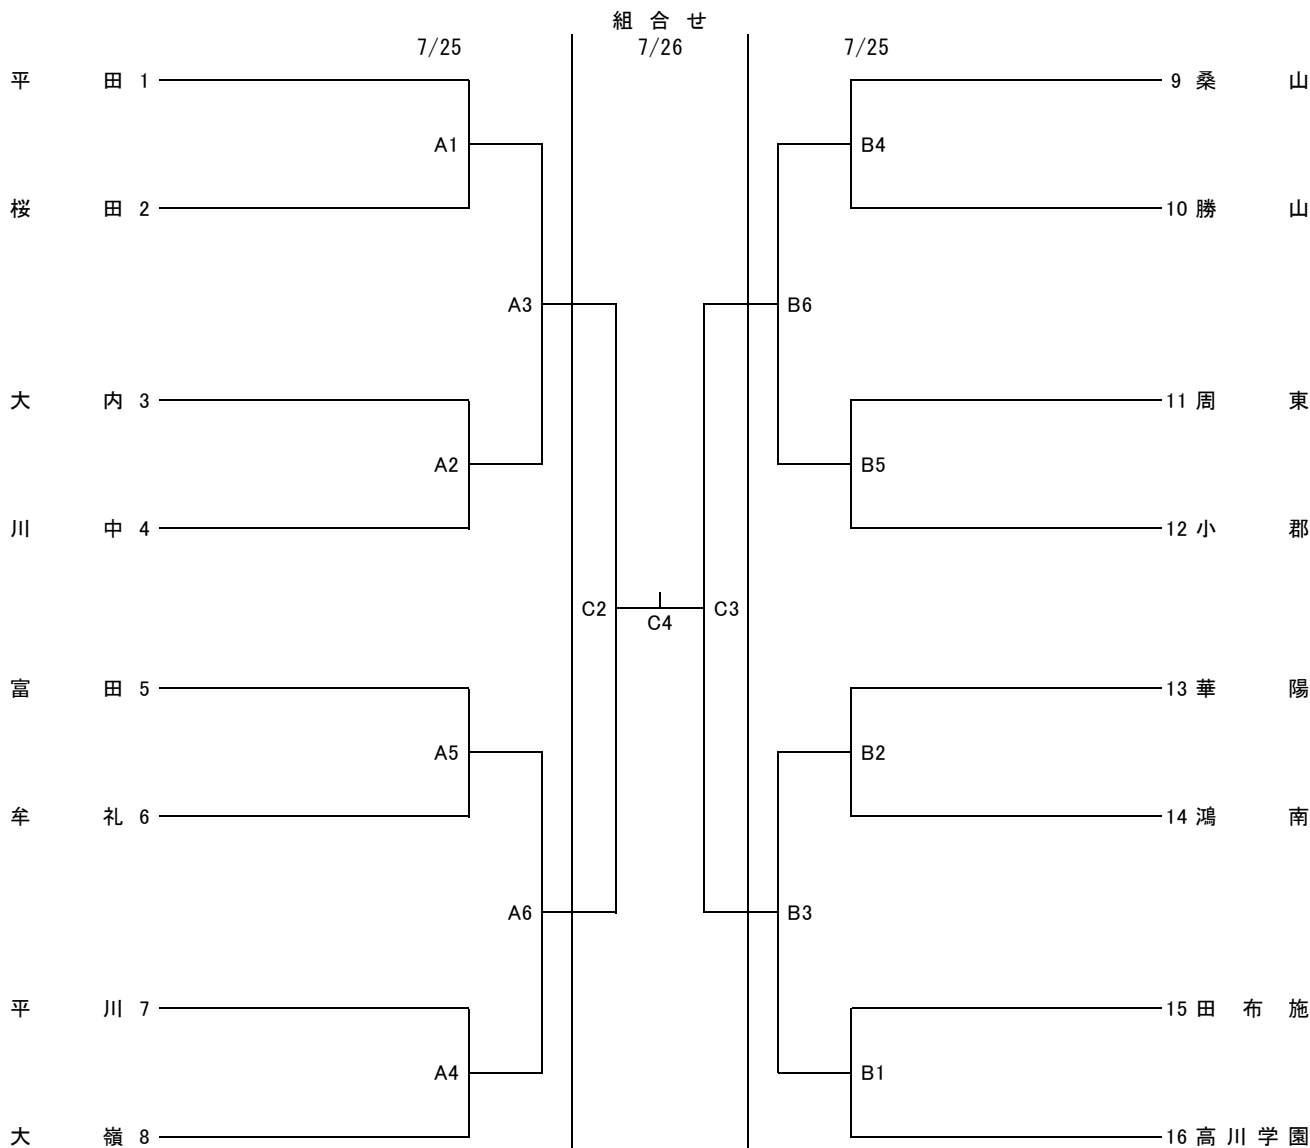 組合せ
7/25 7/26 7/25
平田 1 9 桑山
A1 B4
桜田 2 10 勝山
A3 B6
大内 3 11 周東
A2 B5
川中 4 12 小郡
C2 C3
C4
富田 5 13 華陽
A5 B2
牟礼 6 14 鴻南
A6 B3
平川 7 15 田布施
A4 B1
大嶺 8 16 高川学園